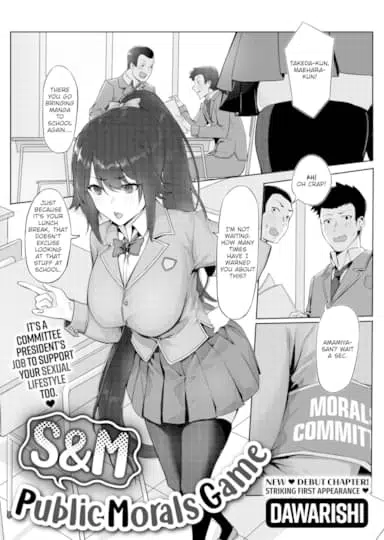 TAKEDA-KUN,
MAEHARA-
KUN!
THERE
YOU GO
BRINGING
MANGA TO
SCHOOL
AGAIN....
AH!
OH CRAP!
JUST
BECAUSE
IT'S YOUR
LUNCH
BREAK, THAT
DOESN'T
EXCUSE
LOOKING
AT THAT
STUFF AT
SCHOOL.
I'M NOT
WAITING.
HOW MANY
TIMES
HAVE I
WARNED YOU
ABOUT THIS?
AMAMIYA-
SAN? WAIT
A SEC.
IT'S A
COMMITTEE
PRESIDENT'S
JOB TO SUPPORT
YOUR SEXUAL
LIFESTYLE
TOO. ♥
MORALS
COMMITT
S&M
Public Morals Game
NEW ♥ DEBUT CHAPTER!
STRIKING FIRST APPEARANCE ♥
DAWARISHI